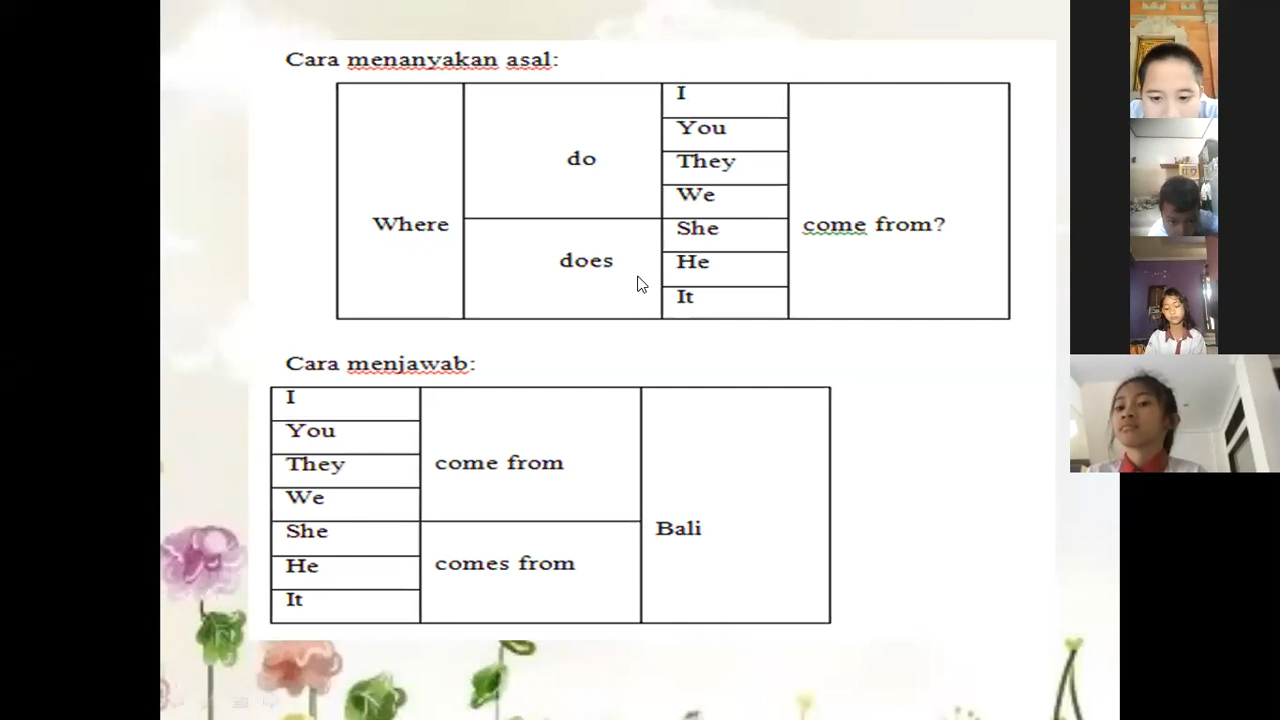 Cara menanyakan asal:
I
You
do
They
We
Where
She
come from?
does
He
It
Cara menjawab:
I
You
They
come from
We
She
Bali
He
comes from
It